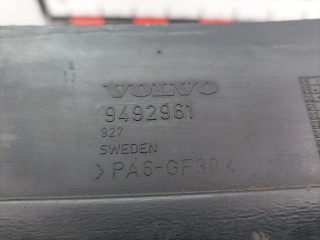 VOLVO
9492961
927
SWEDEN
>PA6-GF30<